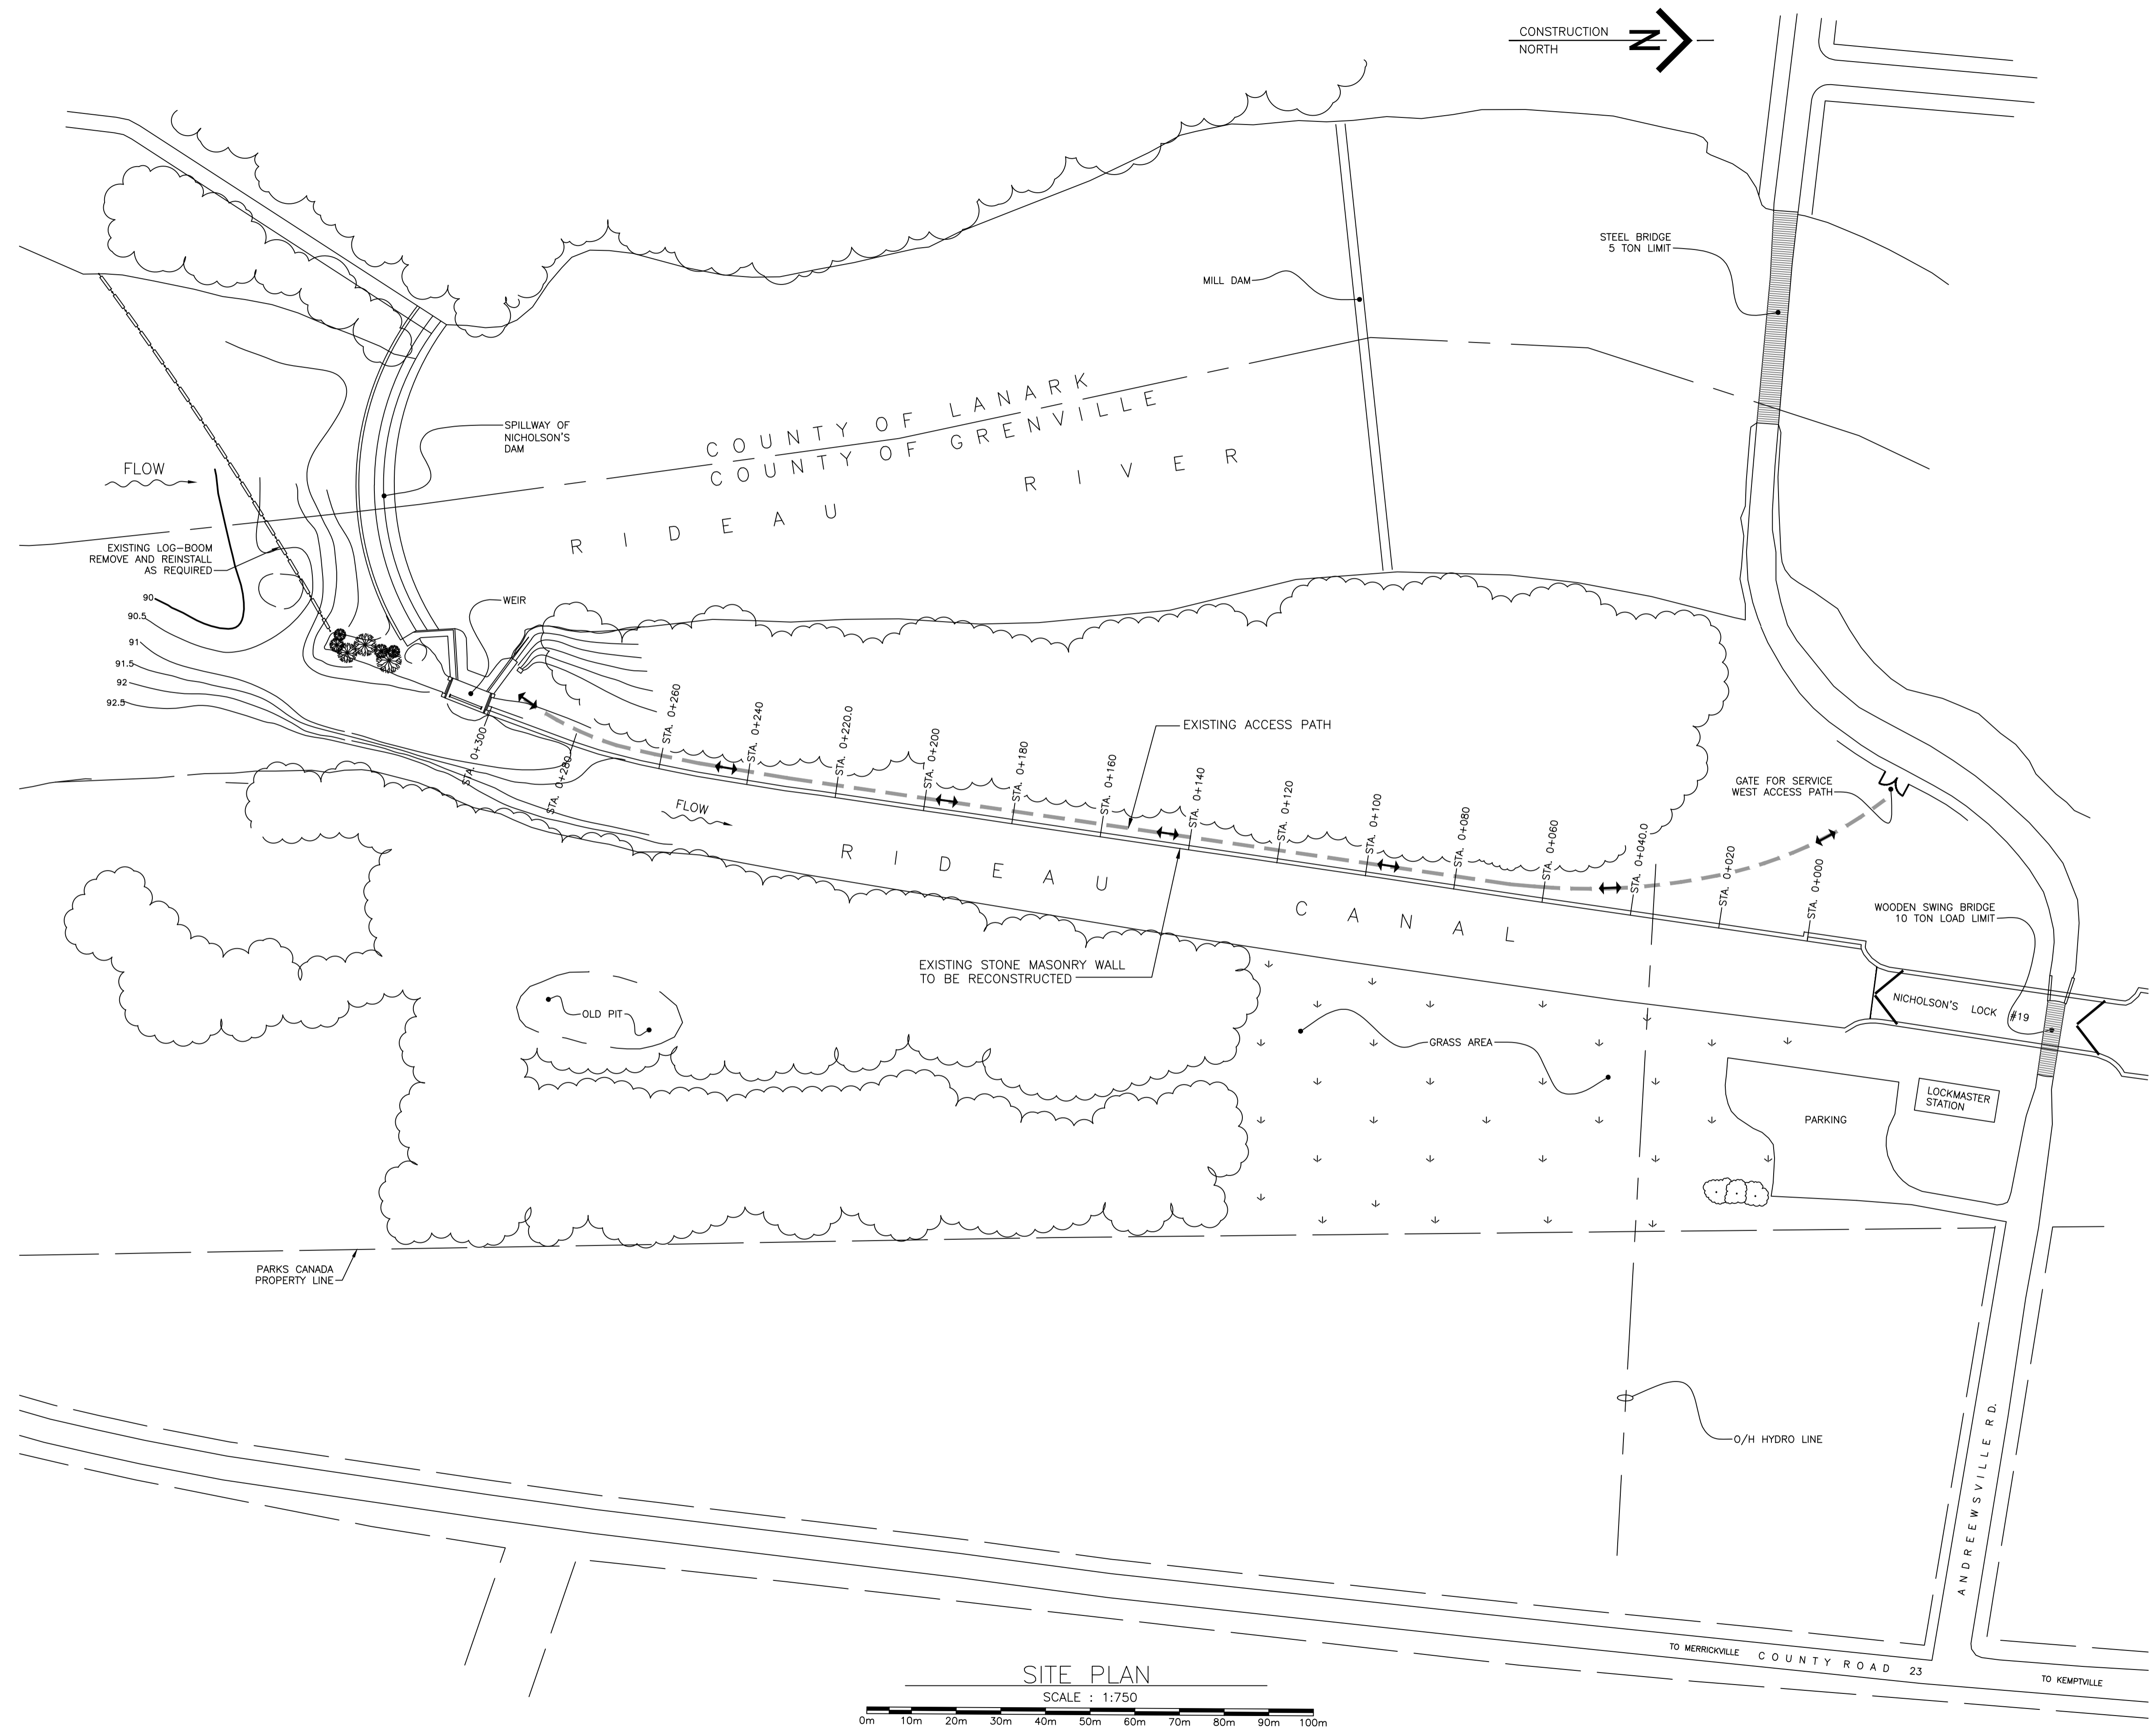 CONSTRUCTION
NORTH
N
STEEL BRIDGE
5 TON LIMIT
MILL DAM
COUNTY OF LANARK
COUNTY OF GRENVILLE
SPILLWAY OF
NICHOLSON'S
DAM
FLOW
RIDEAU RIVER
EXISTING LOG-BOOM
REMOVE AND REINSTALL
AS REQUIRED
WEIR
90
90.5
91
91.5
92
92.5
STA. 0+300
STA. 0+280
STA. 0+260
STA. 0+240
STA. 0+220.0
STA. 0+200
STA. 0+180
STA. 0+160
STA. 0+140
STA. 0+120
STA. 0+100
STA. 0+080
STA. 0+060
STA. 0+040.0
STA. 0+020
STA. 0+000
EXISTING ACCESS PATH
GATE FOR SERVICE
WEST ACCESS PATH
FLOW
RIDEAU CANAL
WOODEN SWING BRIDGE
10 TON LOAD LIMIT
EXISTING STONE MASONRY WALL
TO BE RECONSTRUCTED
NICHOLSON'S LOCK #19
OLD PIT
GRASS AREA
LOCKMASTER
STATION
PARKING
PARKS CANADA
PROPERTY LINE
O/H HYDRO LINE
ANDREEWSVILLE RD.
TO MERRICKVILLE COUNTY ROAD 23
TO KEMPTVILLE
SITE PLAN
SCALE : 1:750
0m 10m 20m 30m 40m 50m 60m 70m 80m 90m 100m